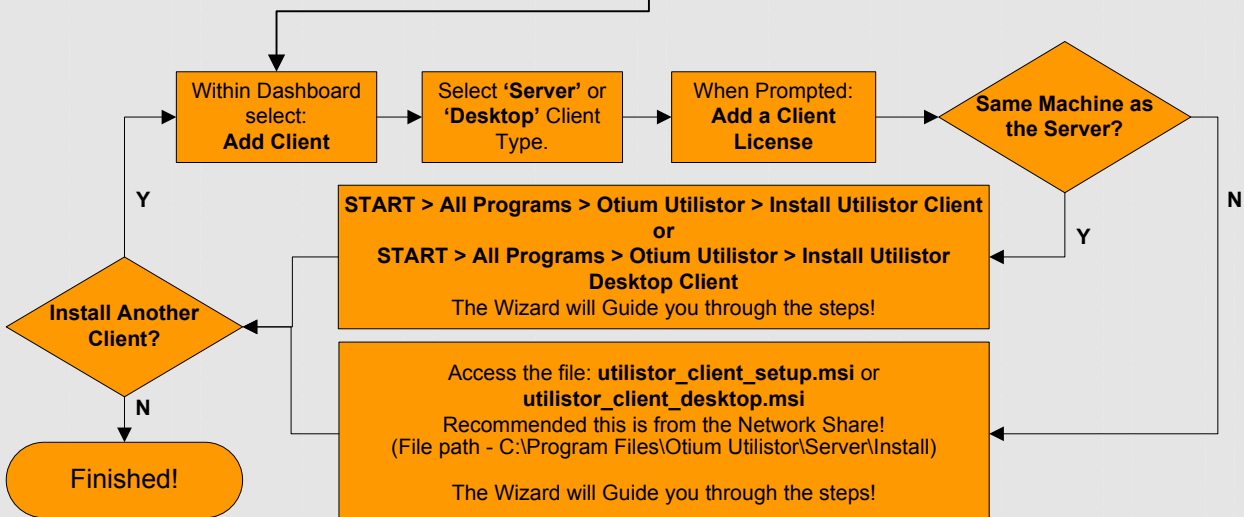 Within Dashboard
select:
Add Client
Select ‘Server’ or
‘Desktop’ Client
Type.
When Prompted:
Add a Client
License
Same Machine as
the Server?
N
Y
START > All Programs > Otium Utilistor > Install Utilistor Client
or
START > All Programs > Otium Utilistor > Install Utilistor
Desktop Client
The Wizard will Guide you through the steps!
Access the file: utilistor_client_setup.msi or
utilistor_client_desktop.msi
Recommended this is from the Network Share!
(File path - C:\Program Files\Otium Utilistor\Server\Install)
The Wizard will Guide you through the steps!
Install Another
Client?
Y
N
Finished!